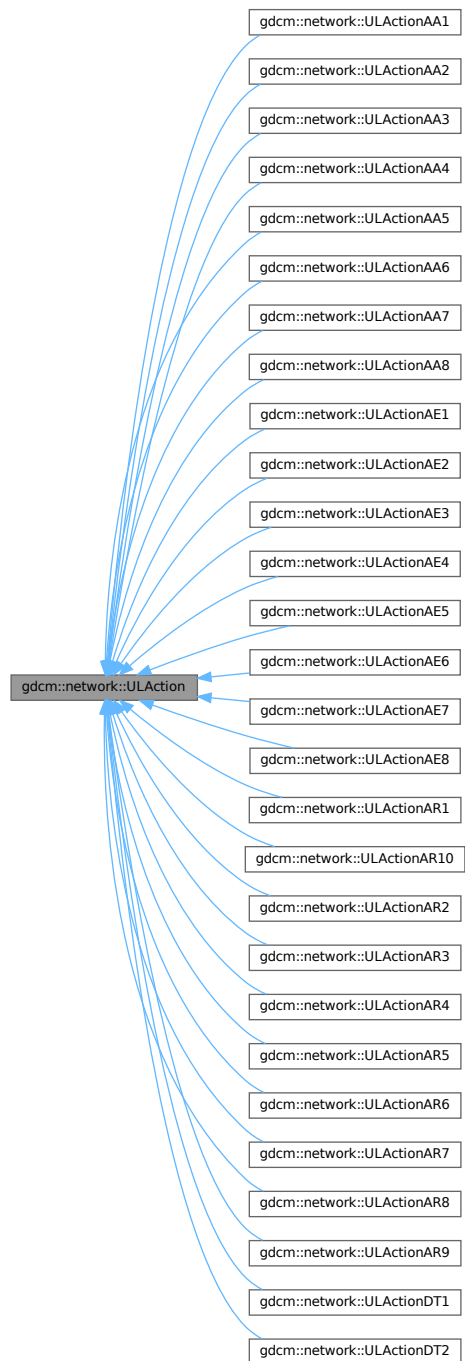 gdcm::network::ULActionAA1
gdcm::network::ULActionAA2
gdcm::network::ULActionAA3
gdcm::network::ULActionAA4
gdcm::network::ULActionAA5
gdcm::network::ULActionAA6
gdcm::network::ULActionAA7
gdcm::network::ULActionAA8
gdcm::network::ULActionAE1
gdcm::network::ULActionAE2
gdcm::network::ULActionAE3
gdcm::network::ULActionAE4
gdcm::network::ULActionAE5
gdcm::network::ULActionAE6
gdcm::network::ULAction
gdcm::network::ULActionAE7
gdcm::network::ULActionAE8
gdcm::network::ULActionAR1
gdcm::network::ULActionAR10
gdcm::network::ULActionAR2
gdcm::network::ULActionAR3
gdcm::network::ULActionAR4
gdcm::network::ULActionAR5
gdcm::network::ULActionAR6
gdcm::network::ULActionAR7
gdcm::network::ULActionAR8
gdcm::network::ULActionAR9
gdcm::network::ULActionDT1
gdcm::network::ULActionDT2